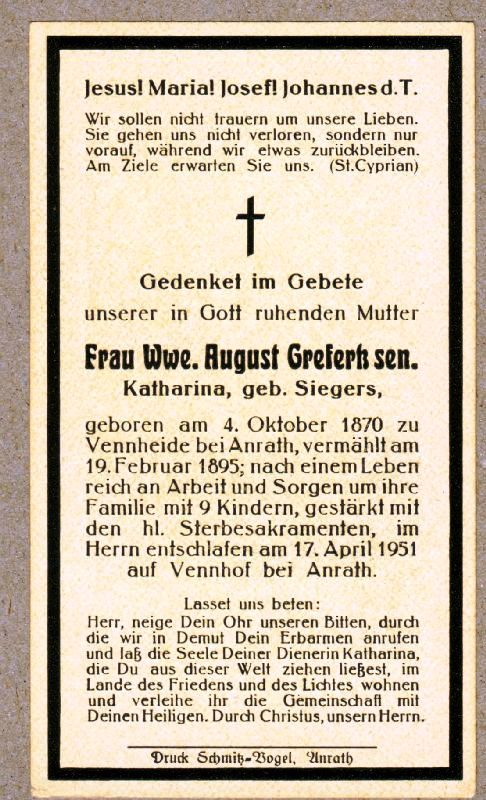 Jesus! Maria! Josef! Johannes d. T.
Wir sollen nicht trauern um unsere Lieben.
Sie gehen uns nicht verloren, sondern nur
vorauf, während wir etwas zurückbleiben.
Am Ziele erwarten Sie uns. (St.Cyprian)
Gedenket im Gebete
unserer in Gott ruhenden Mutter
Frau Wwe. August Greferk sen.
Katharina, geb. Siegers,
geboren am 4. Oktober 1870 zu
Vennheide bei Anrath, vermählt am
19. Februar 1895; nach einem Leben
reich an Arbeit und Sorgen um ihre
Familie mit 9 Kindern, gestärkt mit
den hl. Sterbesakramenten, im
Herrn entschlafen am 17. April 1951
auf Vennhof bei Anrath.
Lasset uns beten:
Herr, neige Dein Ohr unseren Bitten, durch
die wir in Demut Dein Erbarmen anrufen
und laß die Seele Deiner Dienerin Katharina,
die Du aus dieser Welt ziehen ließest, im
Lande des Friedens und des Lichtes wohnen
und verleihe ihr die Gemeinschaft mit
Deinen Heiligen. Durch Christus, unsern Herrn.
Druck Schmitz-Vogel, Anrath